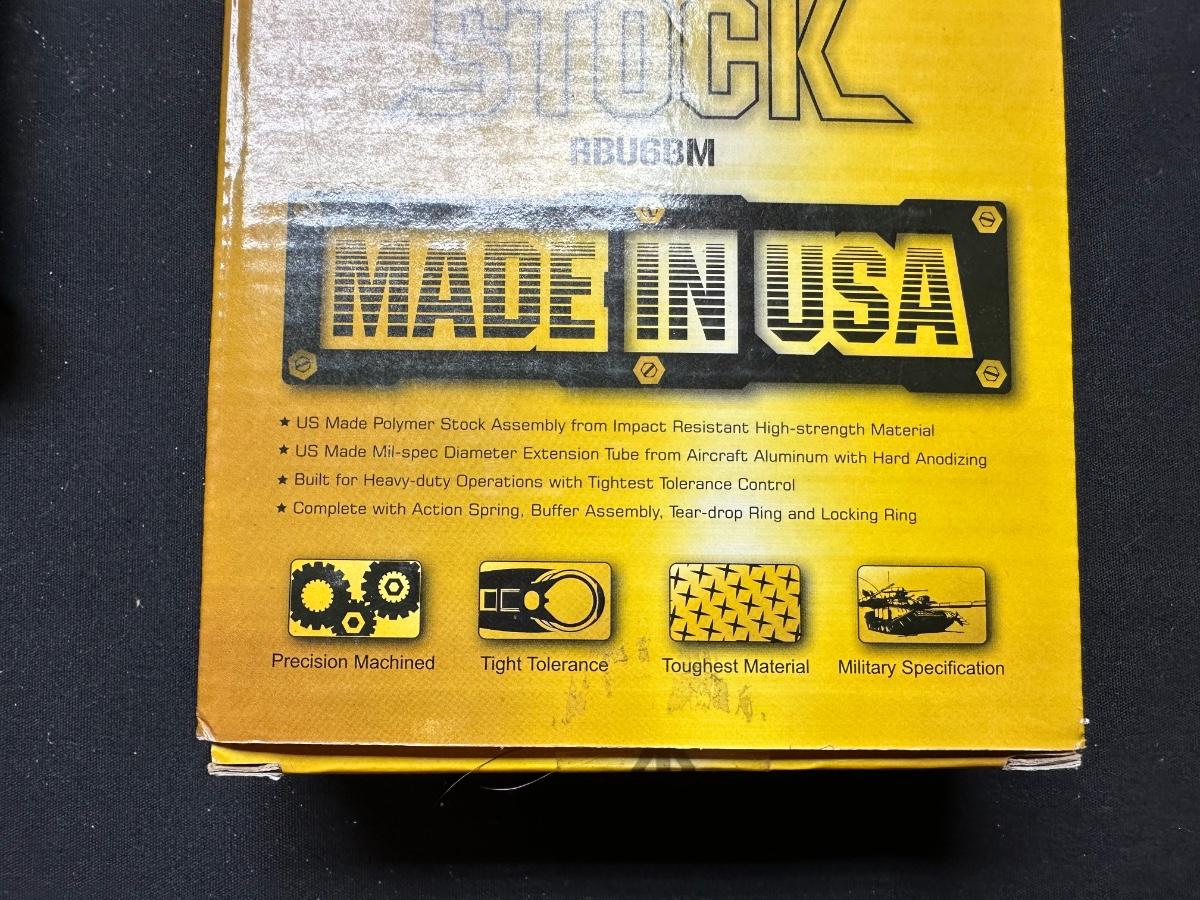 STOCK
RBU6BM
MADE IN USA
★ US Made Polymer Stock Assembly from Impact Resistant High-strength Material
★ US Made Mil-spec Diameter Extension Tube from Aircraft Aluminum with Hard Anodizing
★ Built for Heavy-duty Operations with Tightest Tolerance Control
★ Complete with Action Spring, Buffer Assembly, Tear-drop Ring and Locking Ring
Precision Machined Tight Tolerance Toughest Material Military Specification